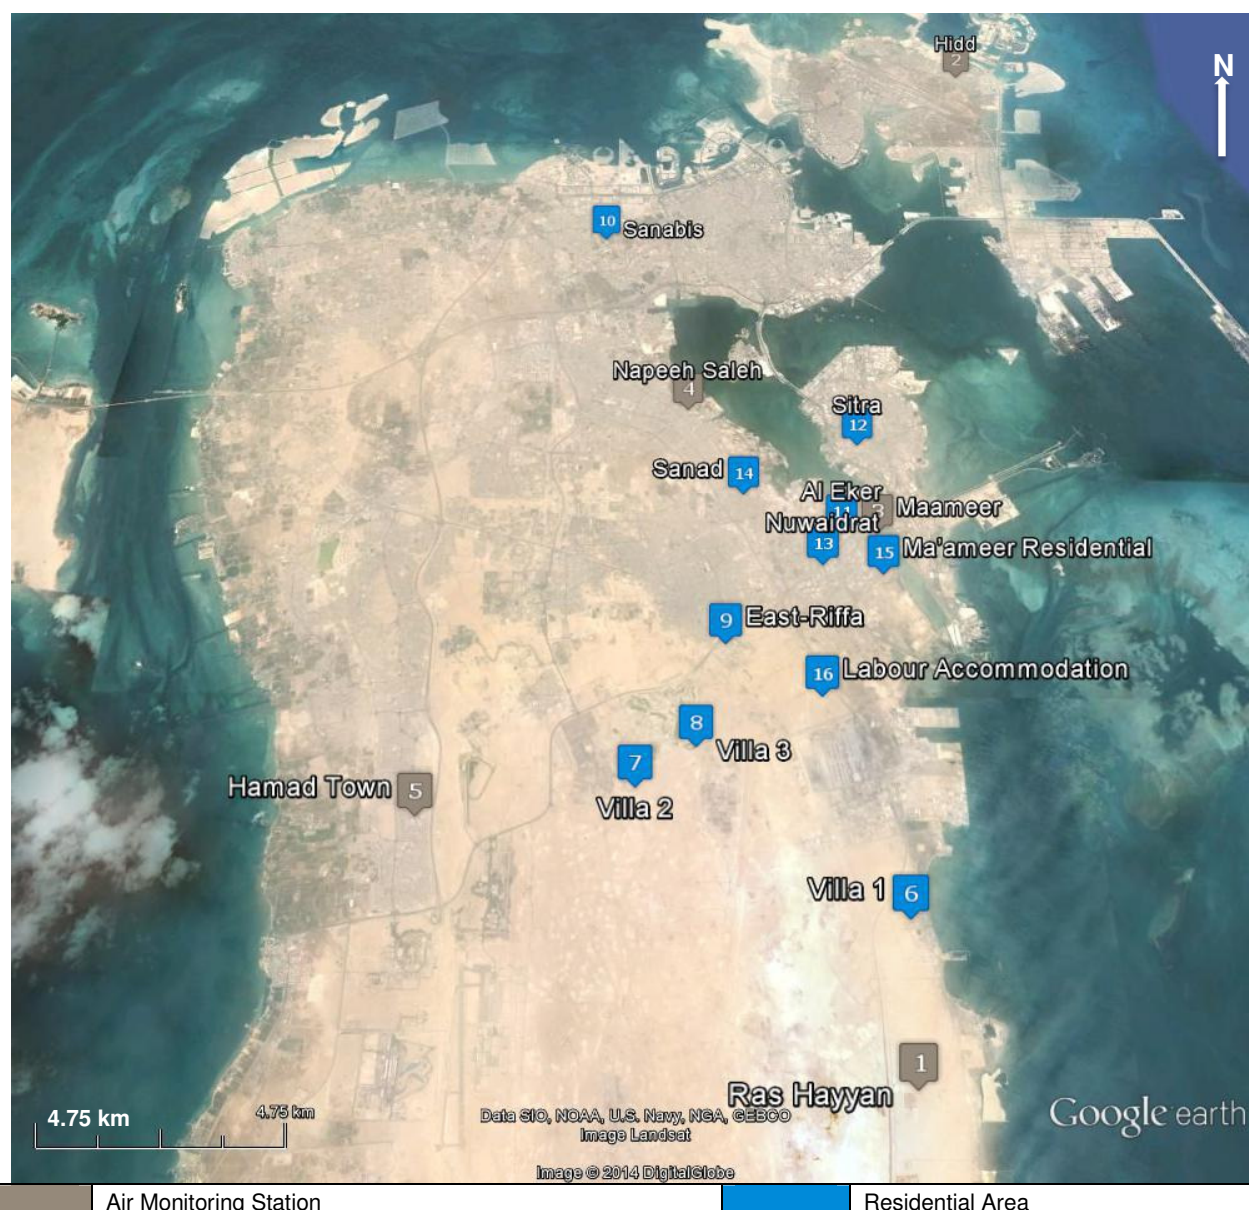 Hidd
2
N
10 Sanabis
Napeeh Saleh
4
Sitra
12
Sanad 14
Al Eker
11 3 Maameer
Nuwaidrat
13
15 Ma'ameer Residential
9 East-Riffa
16 Labour Accommodation
8
Villa 3
7
Villa 2
Hamad Town 5
Villa 1 6
1
Ras Hayyan
4.75 km
4.75 km
Data SIO, NOAA, U.S. Navy, NGA, GEBCO
Image Landsat
Google earth
Image © 2014 DigitalGlobe
Air Monitoring Station
Residential Area